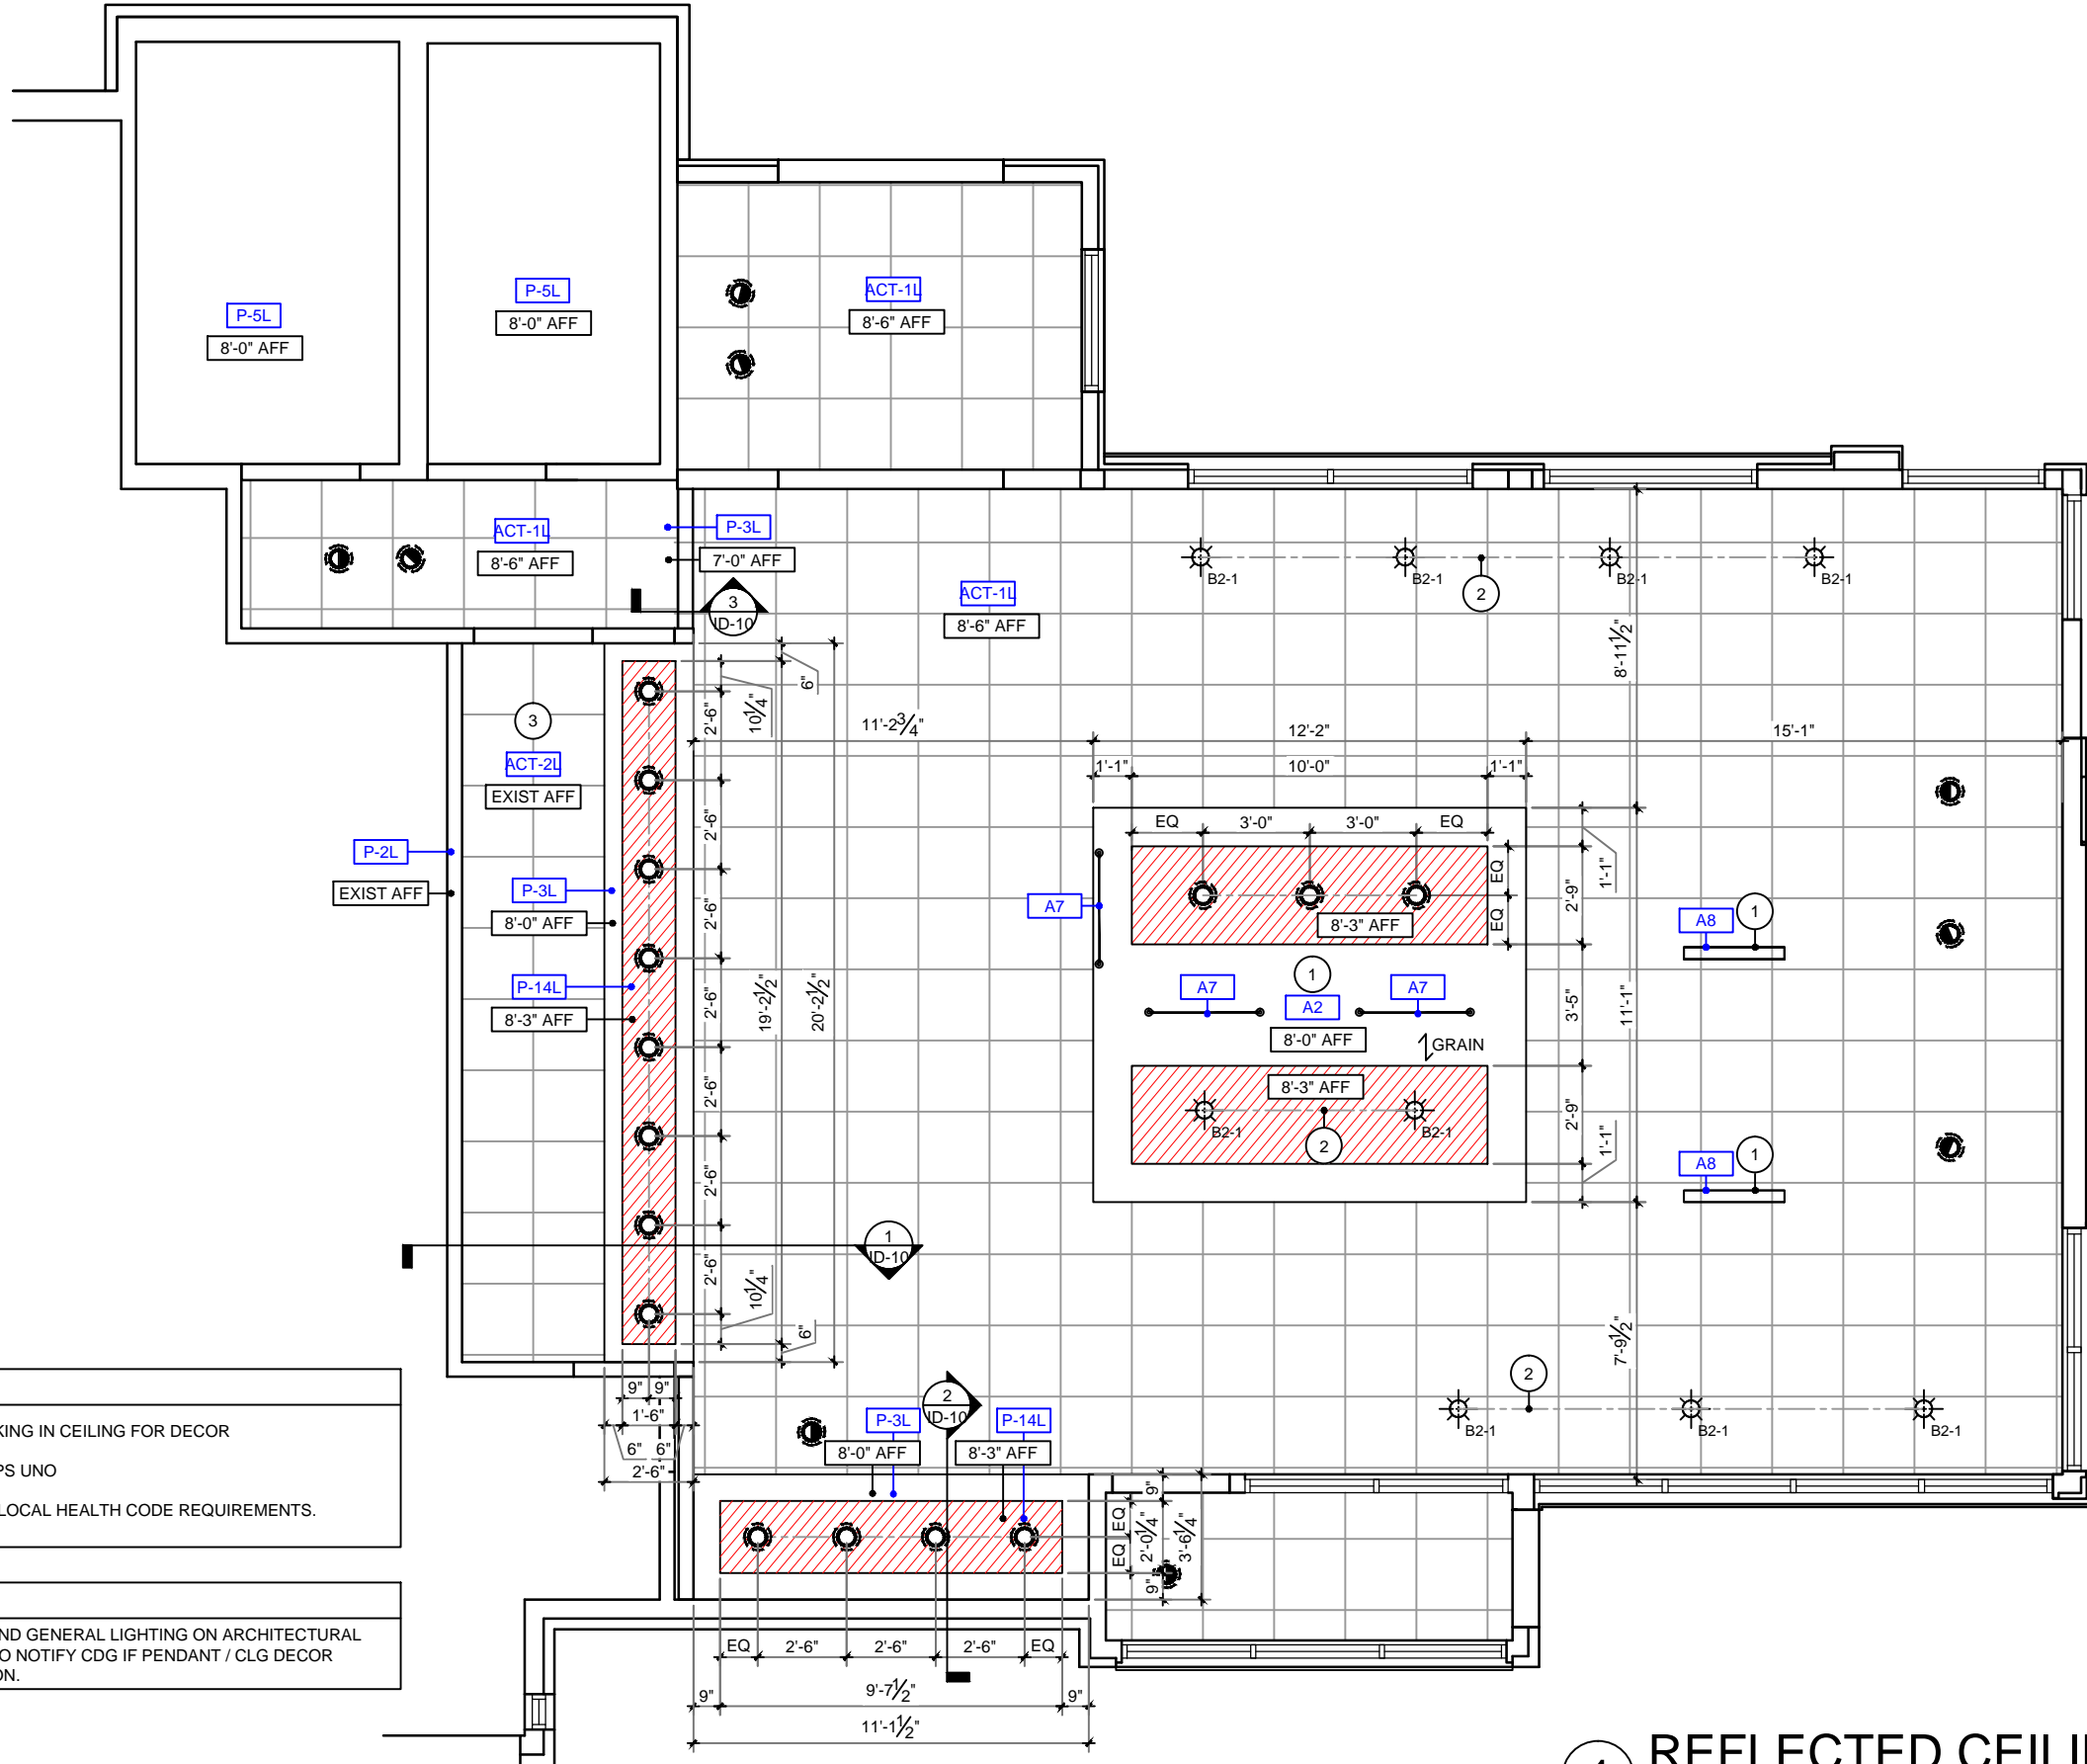 P-5L
8'-0" AFF
P-5L
8'-0" AFF
ACT-1L
8'-6" AFF
ACT-1L
8'-6" AFF
P-3L
7'-0" AFF
3
ID-10
ACT-1L
8'-6" AFF
B2-1
B2-1
B2-1
B2-1
2
8'-11½"
3
ACT-2L
EXIST AFF
P-2L
EXIST AFF
P-3L
8'-0" AFF
P-14L
8'-3" AFF
6"
10¼"
2'-6"
2'-6"
2'-6"
2'-6"
2'-6"
2'-6"
2'-6"
10¼"
6"
19'-2½"
20'-2½"
11'-2¾"
12'-2"
15'-1"
1'-1"
10'-0"
1'-1"
EQ
3'-0"
3'-0"
EQ
EQ
EQ
8'-3" AFF
A7
1
A7
A2
A7
8'-0" AFF
GRAIN
8'-3" AFF
B2-1
B2-1
2
1'-1"
2'-9"
3'-5"
11'-1"
2'-9"
1'-1"
A8
1
A8
1
1
ID-10
7'-9½"
2
B2-1
B2-1
B2-1
9"
9"
1'-6"
6"
6"
2'-6"
2
ID-10
P-3L
P-14L
8'-0" AFF
8'-3" AFF
9"
EQ
EQ
2'-0¼"
3'-6¼"
9"
EQ
2'-6"
2'-6"
2'-6"
EQ
9"
9'-7½"
9"
11'-1½"
KING IN CEILING FOR DECOR
PS UNO
LOCAL HEALTH CODE REQUIREMENTS.
ND GENERAL LIGHTING ON ARCHITECTURAL
O NOTIFY CDG IF PENDANT / CLG DECOR
ON.
REFLECTED CEILI